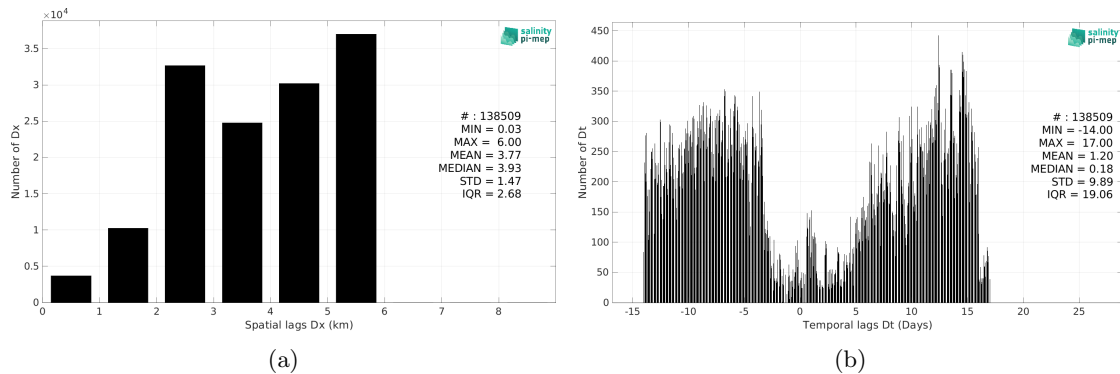 ×10^4
3.5
3
2.5
2
1.5
1
0.5
0
Number of Dx
0 1 2 3 4 5 6 7 8
Spatial lags Dx (km)
salinity
pi-mep
# : 138509
MIN = 0.03
MAX = 6.00
MEAN = 3.77
MEDIAN = 3.93
STD = 1.47
IQR = 2.68
(a)
450
400
350
300
250
200
150
100
50
0
Number of Dt
-15 -10 -5 0 5 10 15 20 25
Temporal lags Dt (Days)
salinity
pi-mep
# : 138509
MIN = -14.00
MAX = 17.00
MEAN = 1.20
MEDIAN = 0.18
STD = 9.89
IQR = 19.06
(b)